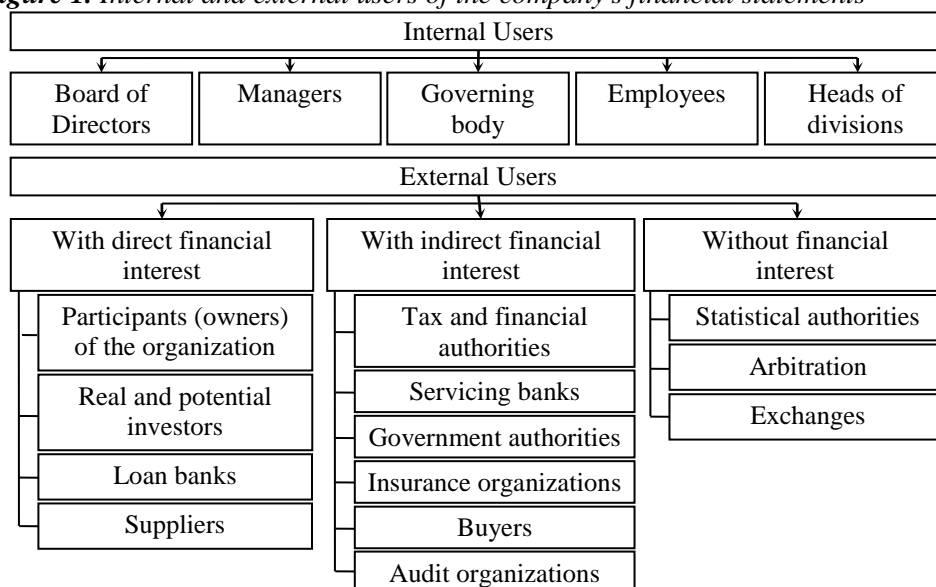 Figure 1. Internal and external users of the company's financial statements
Internal Users
Board of
Directors
Managers
Governing
body
Employees
Heads of
divisions
External Users
With direct financial
interest
Participants (owners)
of the organization
Real and potential
investors
Loan banks
Suppliers
With indirect financial
interest
Tax and financial
authorities
Servicing banks
Government authorities
Insurance organizations
Buyers
Audit organizations
Without financial
interest
Statistical authorities
Arbitration
Exchanges